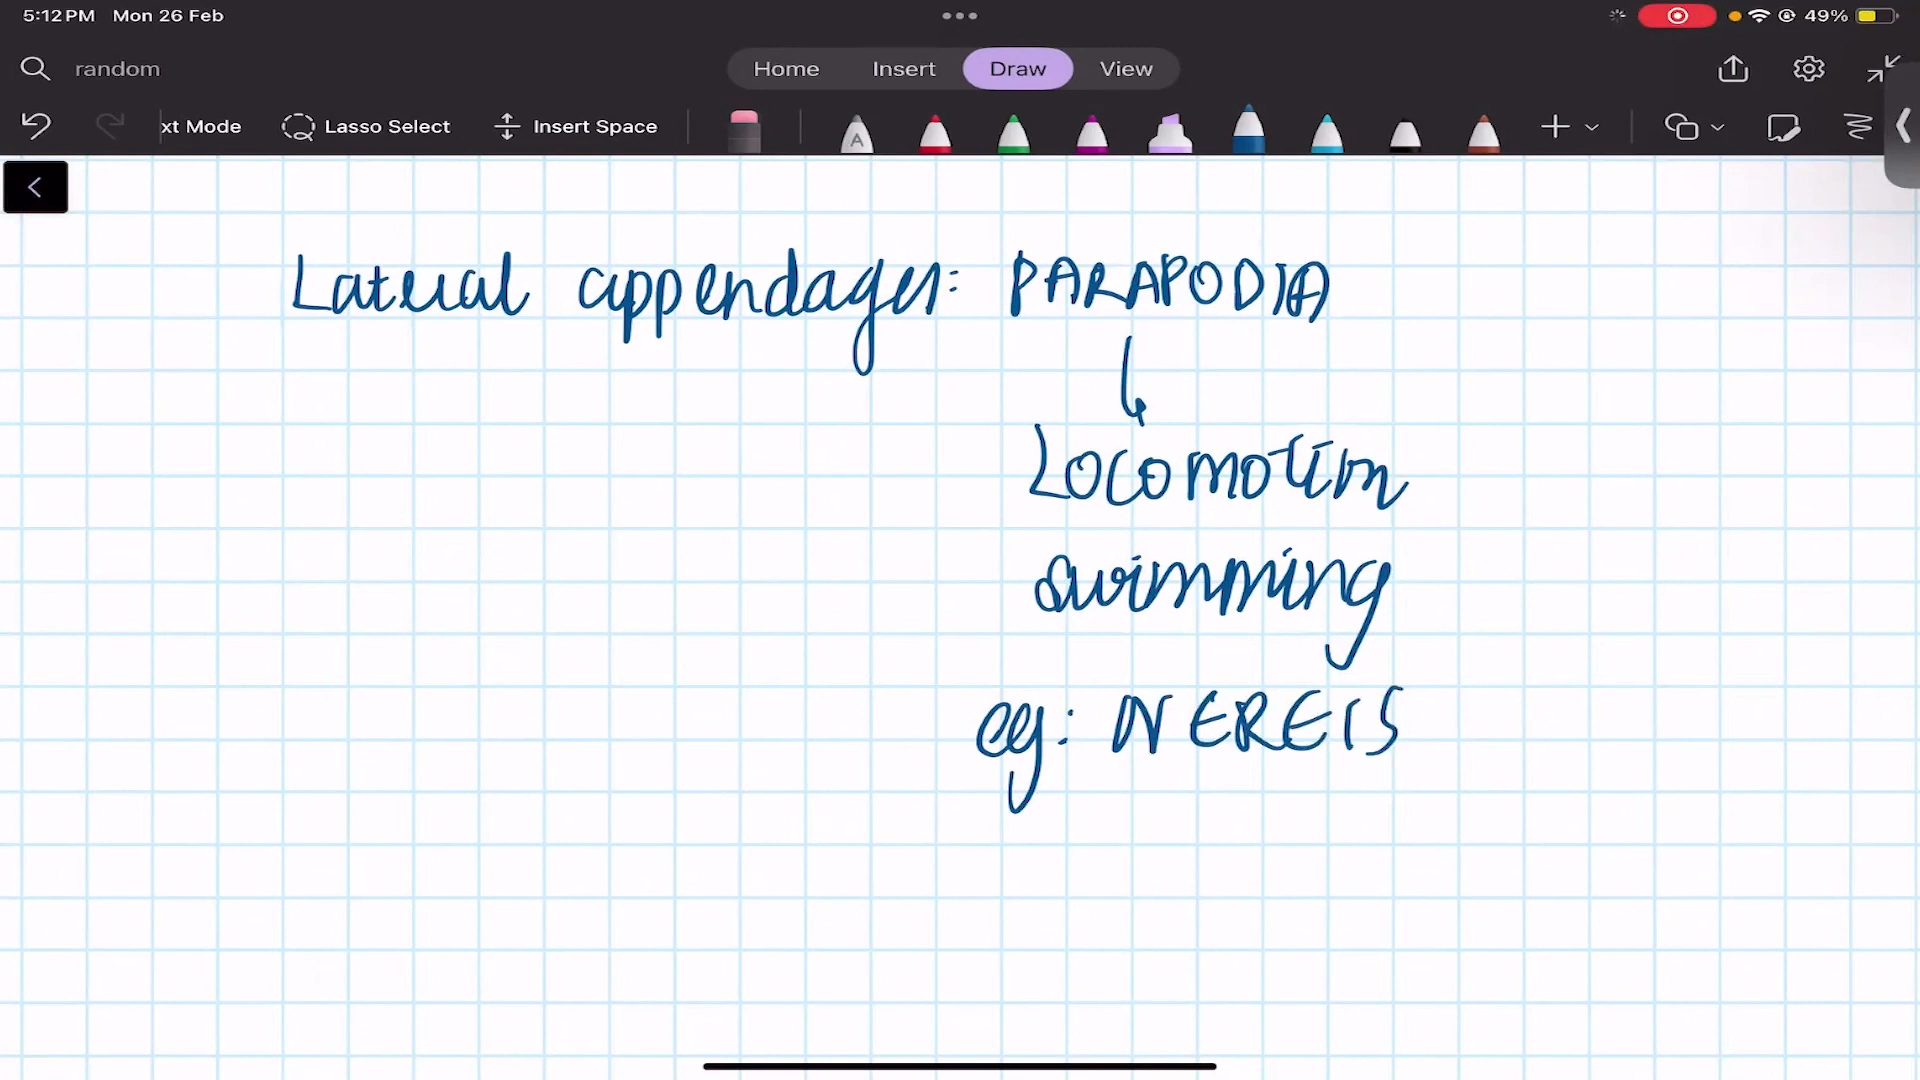 5:12 PM Mon 26 Feb
49%
random
Home Insert Draw View
xt Mode Lasso Select Insert Space
A
Lateral appendages: PARAPODIA
Locomotion
swimming
eg: NEREIS